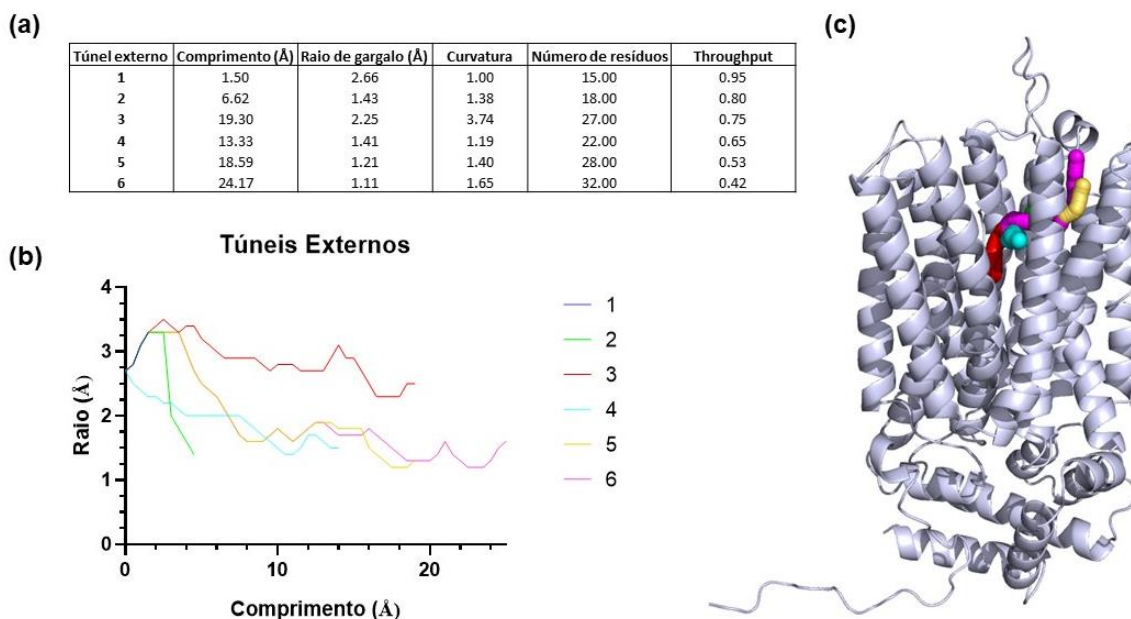 (a)
Túnel externo Comprimento (Å) Raio de gargalo (Å) Curvatura Número de resíduos Throughput
1 1.50 2.66 1.00 15.00 0.95
2 6.62 1.43 1.38 18.00 0.80
3 19.30 2.25 3.74 27.00 0.75
4 13.33 1.41 1.19 22.00 0.65
5 18.59 1.21 1.40 28.00 0.53
6 24.17 1.11 1.65 32.00 0.42
(b)
Túneis Externos
Raio (Å)
4
3
2
1
0
0 20
Comprimento (Å)
1
2
3
4
5
6
(c)